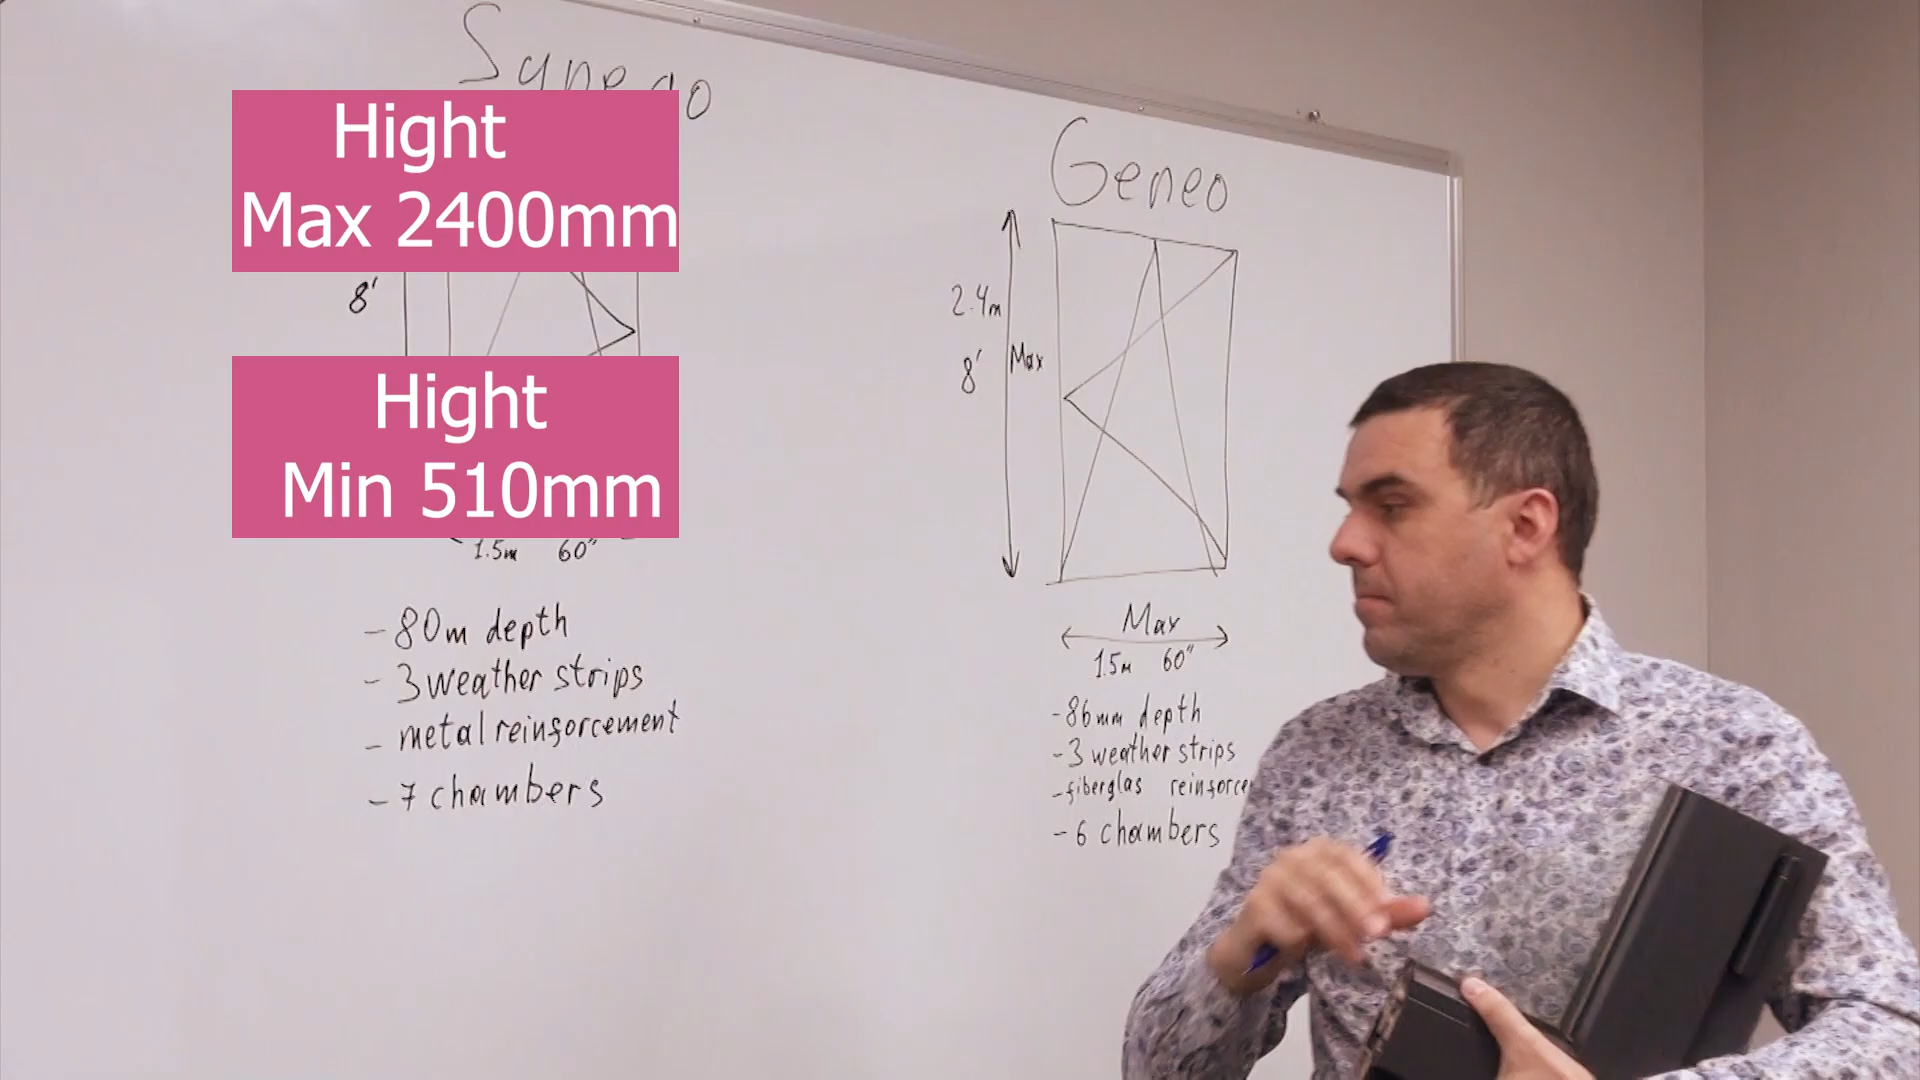 Hight
Max 2400mm
8'
Hight
Min 510mm
1.5m 60"
- 80m depth
- 3 weather strips
- metal reinforcement
- 7 chambers
Geneo
2.4m
8' Max
Max
1.5m 60"
- 86mm depth
- 3 weather strips
- fiberglas reinforce
- 6 chambers